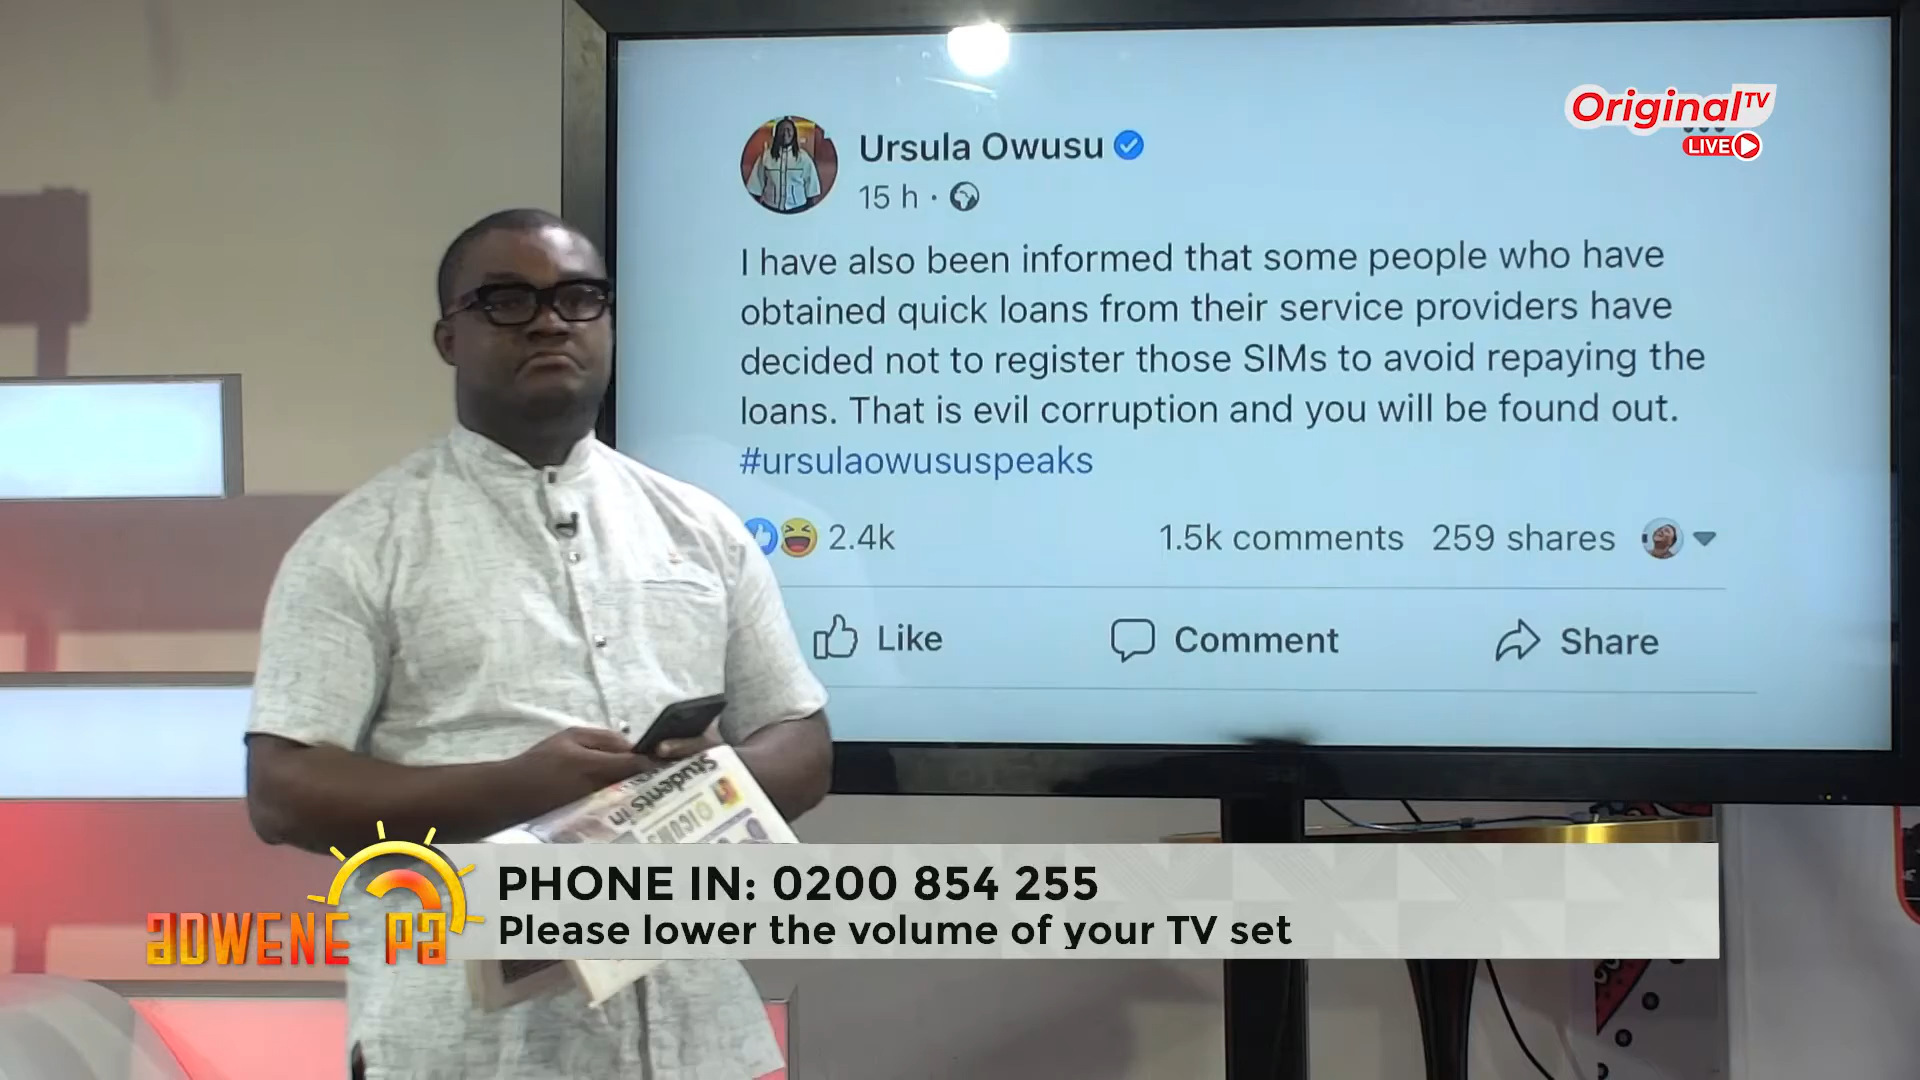 Original TV
LIVE
Ursula Owusu
15 h ·
I have also been informed that some people who have
obtained quick loans from their service providers have
decided not to register those SIMs to avoid repaying the
loans. That is evil corruption and you will be found out.
#ursulaowususpeaks
2.4k 1.5k comments 259 shares
Like Comment Share
Students in
ADWENE PA
PHONE IN: 0200 854 255
Please lower the volume of your TV set